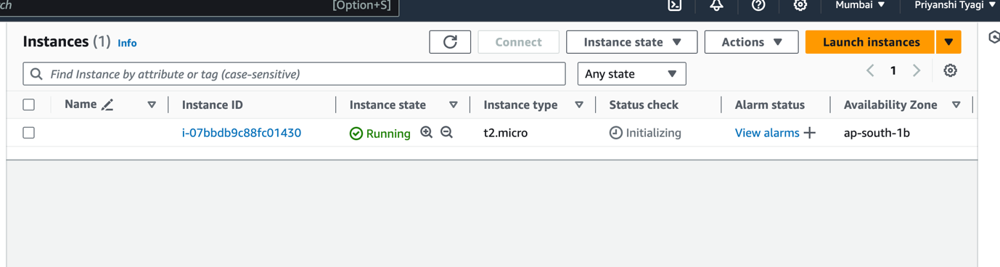 [Option+S]
Mumbai
Priyanshi Tyagi
Instances (1) Info
Connect
Instance state
Actions
Launch instances
Find Instance by attribute or tag (case-sensitive)
Any state
1
Name
Instance ID
Instance state
Instance type
Status check
Alarm status
Availability Zone
i-07bbdb9c88fc01430
Running
t2.micro
Initializing
View alarms
ap-south-1b